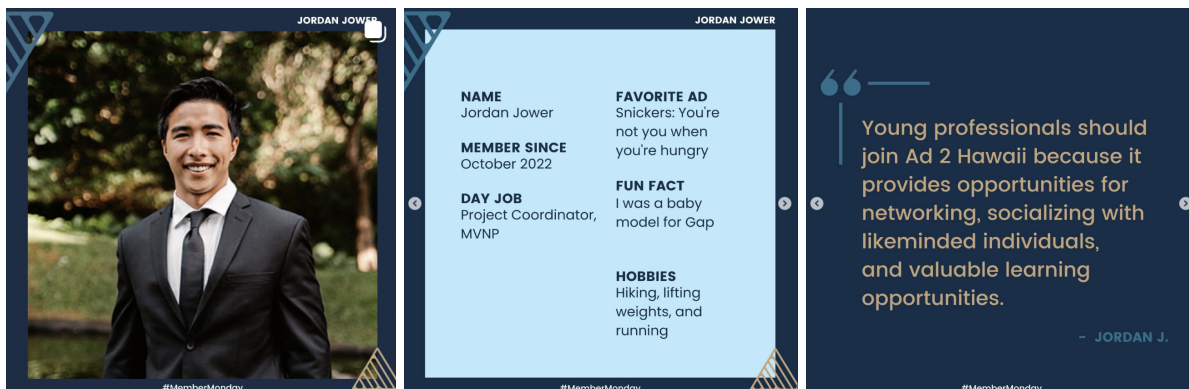 JORDAN JOWER
#MemberMonday
JORDAN JOWER
NAME
Jordan Jower
MEMBER SINCE
October 2022
DAY JOB
Project Coordinator,
MVNP
FAVORITE AD
Snickers: You're
not you when
you're hungry
FUN FACT
I was a baby
model for Gap
HOBBIES
Hiking, lifting
weights, and
running
#MemberMonday
Young professionals should
join Ad 2 Hawaii because it
provides opportunities for
networking, socializing with
likeminded individuals,
and valuable learning
opportunities.
- JORDAN J.
#MemberMonday